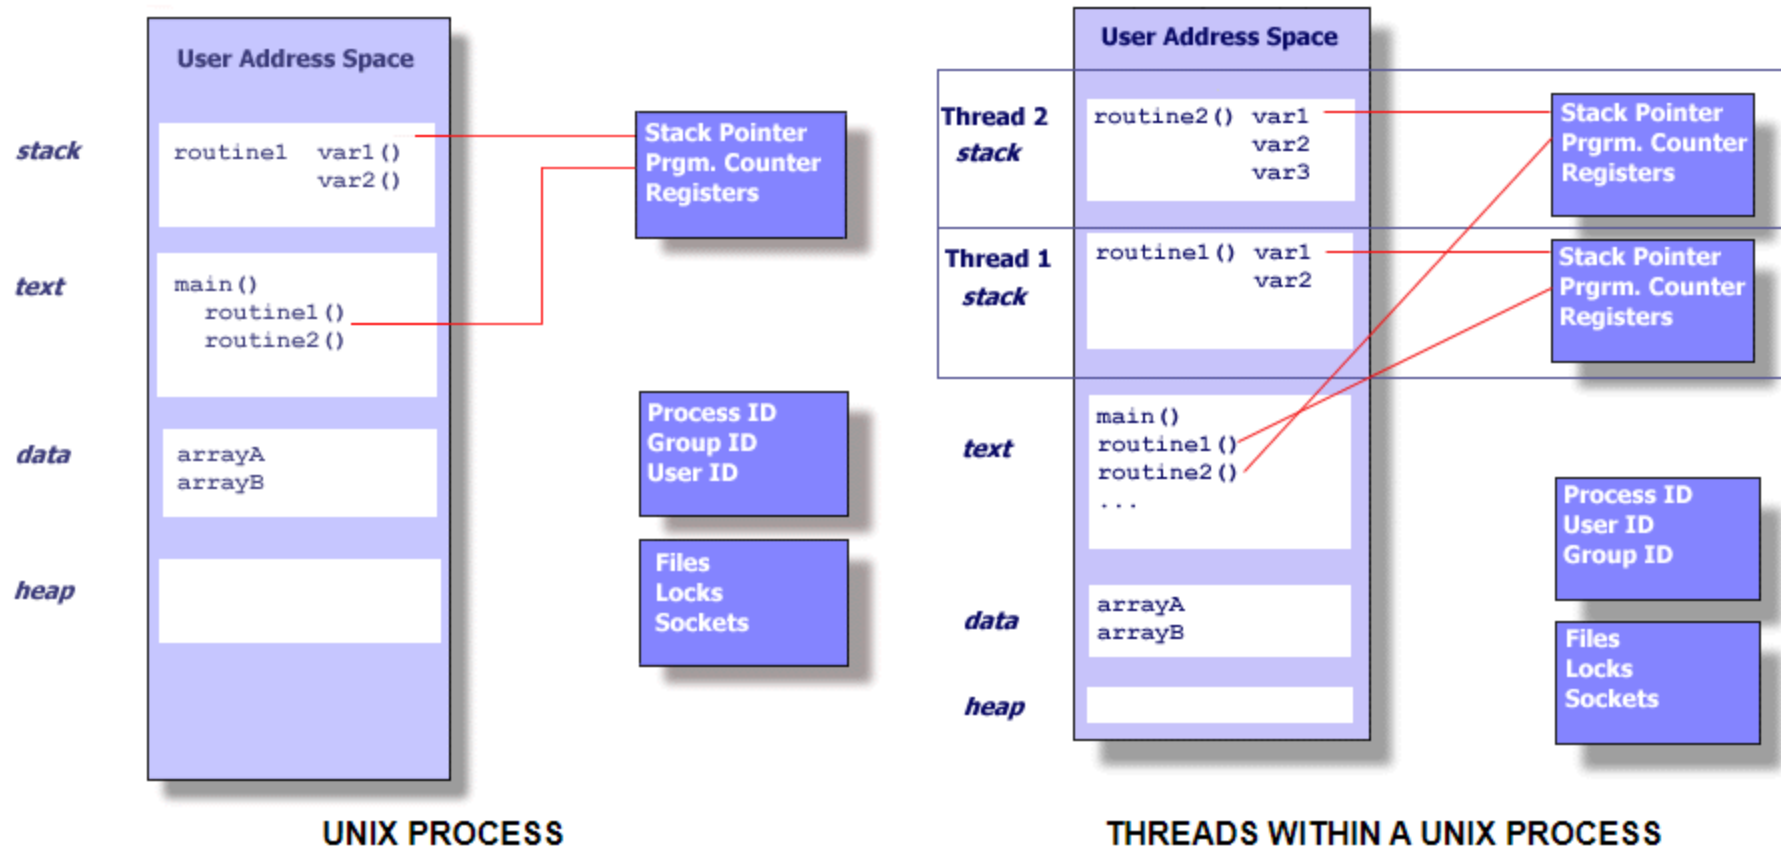 User Address Space
stack
routine1 var1()
var2()
Stack Pointer
Prgm. Counter
Registers
text
main()
routine1()
routine2()
data
arrayA
arrayB
Process ID
Group ID
User ID
heap
Files
Locks
Sockets
UNIX PROCESS
User Address Space
Thread 2
stack
routine2() var1
var2
var3
Stack Pointer
Prgrm. Counter
Registers
Thread 1
stack
routine1() var1
var2
Stack Pointer
Prgrm. Counter
Registers
text
main()
routine1()
routine2()
...
Process ID
User ID
Group ID
data
arrayA
arrayB
Files
Locks
Sockets
heap
THREADS WITHIN A UNIX PROCESS